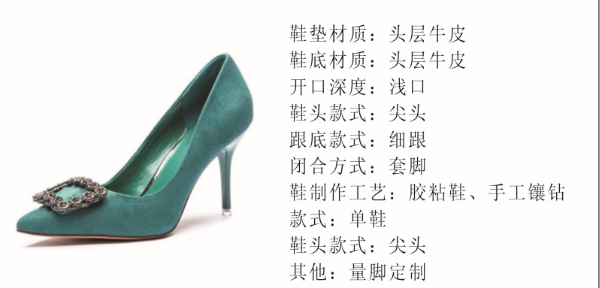 鞋垫材质：头层牛皮
鞋底材质：头层牛皮
开口深度：浅口
鞋头款式：尖头
跟底款式：细跟
闭合方式：套脚
鞋制作工艺：胶粘鞋、手工镶钻
款式：单鞋
鞋头款式：尖头
其他：量脚定制